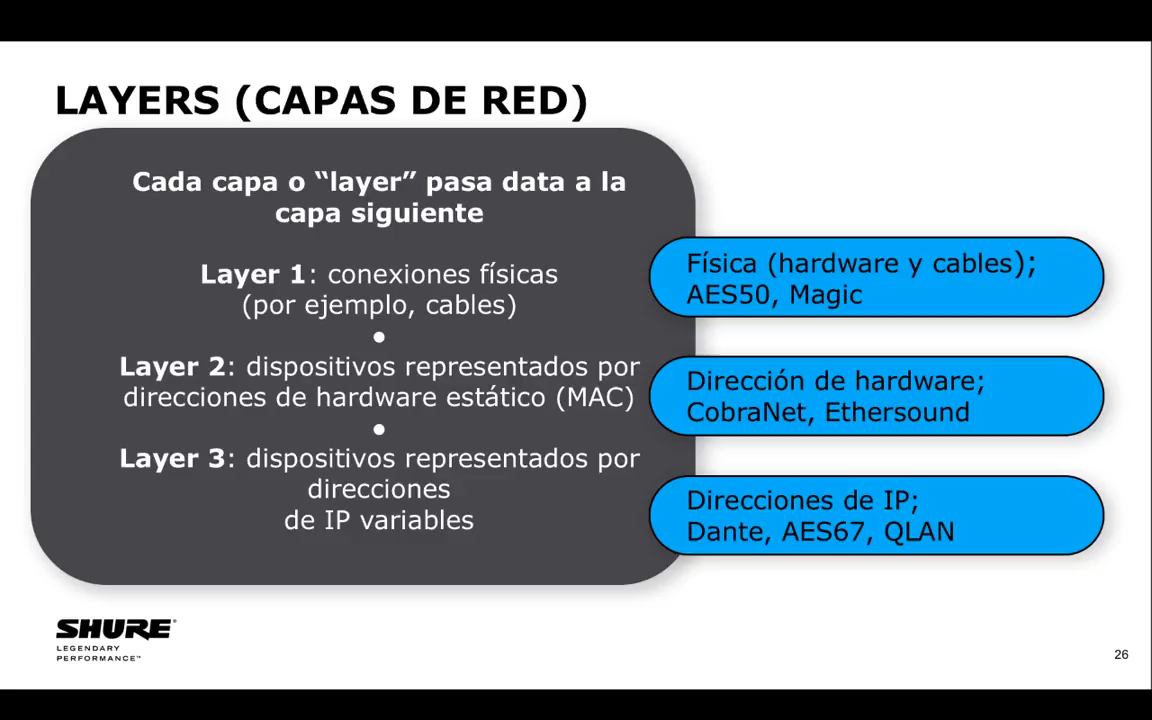 LAYERS (CAPAS DE RED)
Cada capa o “layer” pasa data a la
capa siguiente
Layer 1: conexiones físicas
(por ejemplo, cables)
●
Layer 2: dispositivos representados por
direcciones de hardware estático (MAC)
●
Layer 3: dispositivos representados por
direcciones
de IP variables
Física (hardware y cables);
AES50, Magic
Dirección de hardware;
CobraNet, Ethersound
Direcciones de IP;
Dante, AES67, QLAN
SHURE®
LEGENDARY
PERFORMANCE™
26